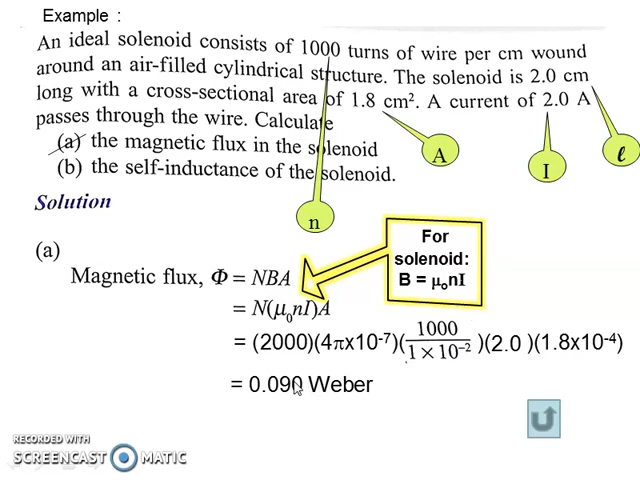 Example :
An ideal solenoid consists of 1000 turns of wire per cm wound
around an air-filled cylindrical structure. The solenoid is 2.0 cm
long with a cross-sectional area of 1.8 cm². A current of 2.0 A
passes through the wire. Calculate
(a) the magnetic flux in the solenoid
(b) the self-inductance of the solenoid.
A
I
ℓ
Solution
n
(a)
For
solenoid:
B = μ₀nI
Magnetic flux, Φ = NBA
= N(μ₀nI)A
= (2000)(4πx10⁻⁷)(1000/1 × 10⁻²)(2.0)(1.8x10⁻⁴)
= 0.090 Weber
RECORDED WITH
SCREENCAST MATIC